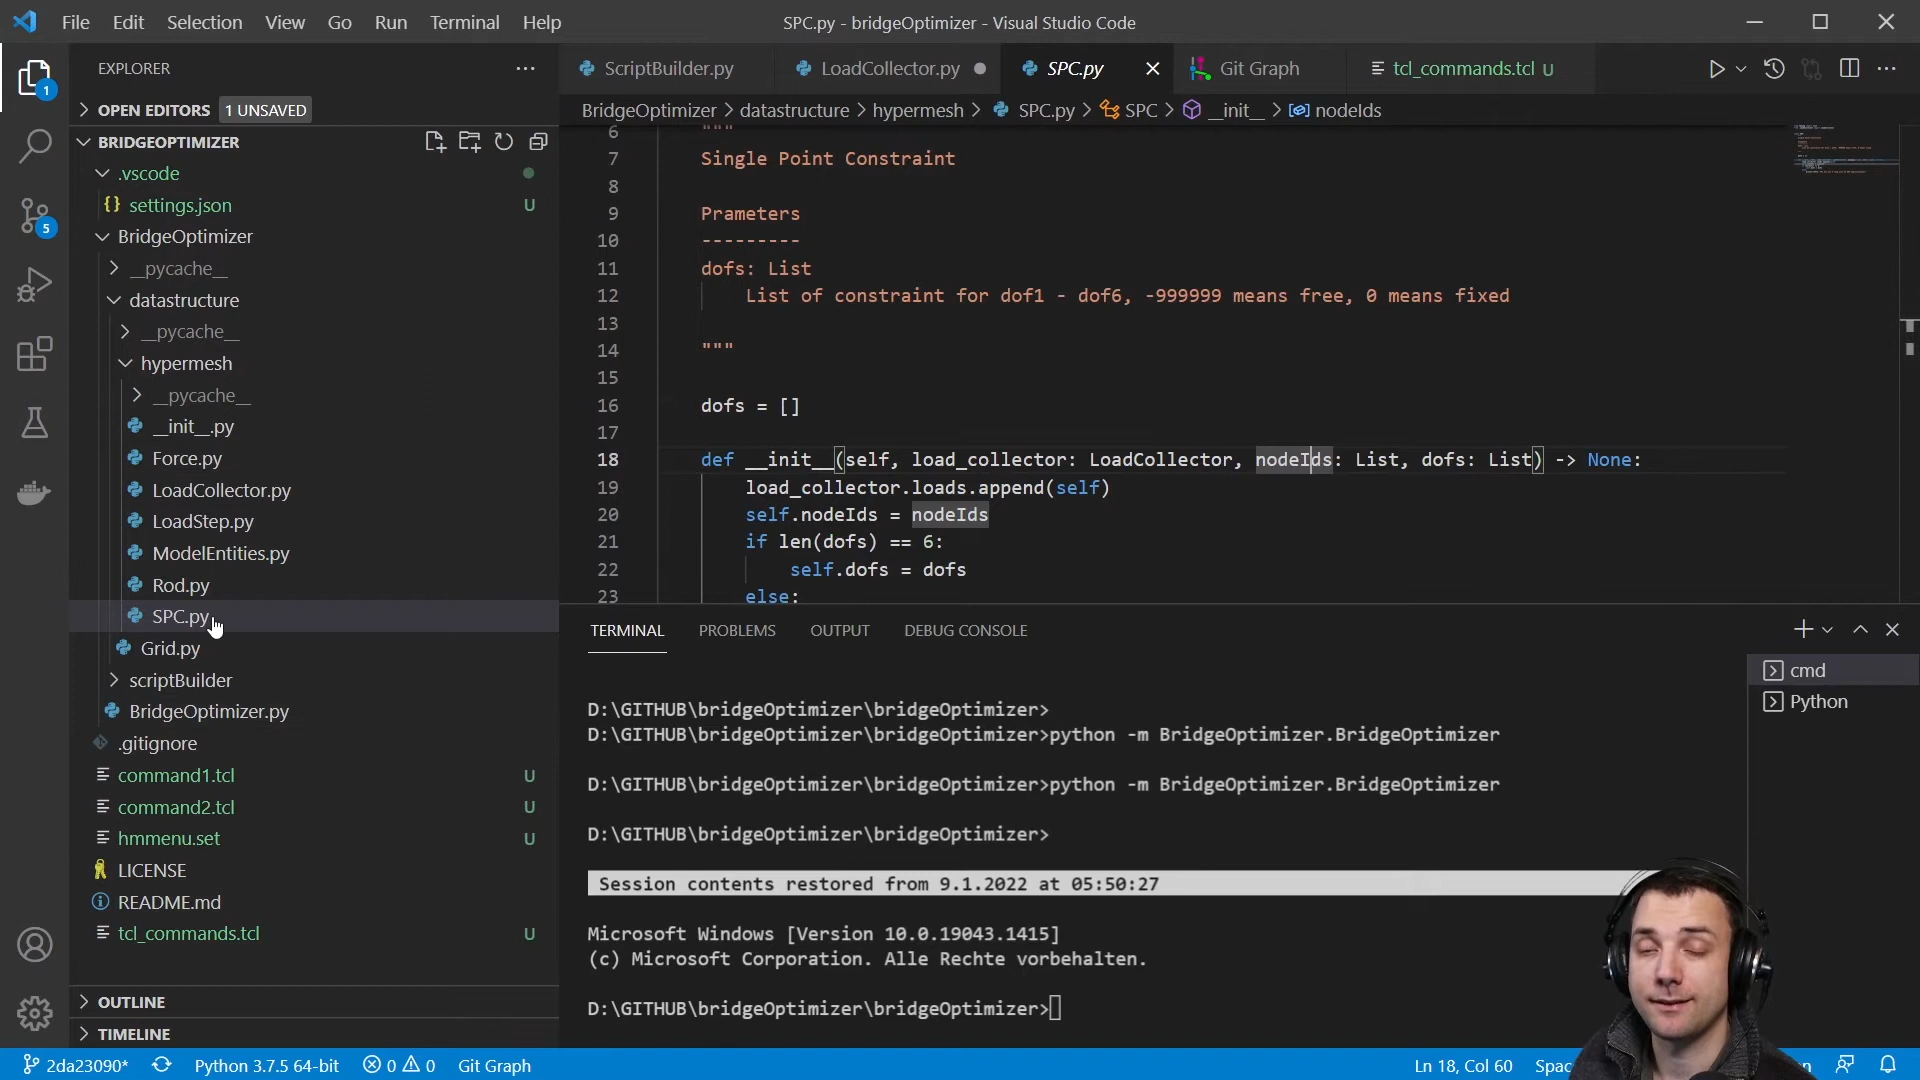 File Edit Selection View Go Run Terminal Help
SPC.py - bridgeOptimizer - Visual Studio Code
EXPLORER
OPEN EDITORS 1 UNSAVED
BRIDGEOPTIMIZER
.vscode
{} settings.json U
BridgeOptimizer
__pycache__
datastructure
__pycache__
hypermesh
__pycache__
__init__.py
Force.py
LoadCollector.py
LoadStep.py
ModelEntities.py
Rod.py
SPC.py
Grid.py
scriptBuilder
BridgeOptimizer.py
.gitignore
command1.tcl U
command2.tcl U
hmmenu.set U
LICENSE
README.md
tcl_commands.tcl U
OUTLINE
TIMELINE
1
5
ScriptBuilder.py LoadCollector.py SPC.py Git Graph tcl_commands.tcl U
BridgeOptimizer > datastructure > hypermesh > SPC.py > SPC > __init__ > nodeIds
6 """
7 Single Point Constraint
8
9 Prameters
10 ---------
11 dofs: List
12 List of constraint for dof1 - dof6, -999999 means free, 0 means fixed
13
14 """
15
16 dofs = []
17
18 def __init__(self, load_collector: LoadCollector, nodeIds: List, dofs: List) -> None:
19 load_collector.loads.append(self)
20 self.nodeIds = nodeIds
21 if len(dofs) == 6:
22 self.dofs = dofs
23 else:
TERMINAL PROBLEMS OUTPUT DEBUG CONSOLE
cmd
Python
D:\GITHUB\bridgeOptimizer\bridgeOptimizer>
D:\GITHUB\bridgeOptimizer\bridgeOptimizer>python -m BridgeOptimizer.BridgeOptimizer
D:\GITHUB\bridgeOptimizer\bridgeOptimizer>python -m BridgeOptimizer.BridgeOptimizer
D:\GITHUB\bridgeOptimizer\bridgeOptimizer>
Session contents restored from 9.1.2022 at 05:50:27
Microsoft Windows [Version 10.0.19043.1415]
(c) Microsoft Corporation. Alle Rechte vorbehalten.
D:\GITHUB\bridgeOptimizer\bridgeOptimizer>
2da23090* Python 3.7.5 64-bit 0 0 Git Graph Ln 18, Col 60